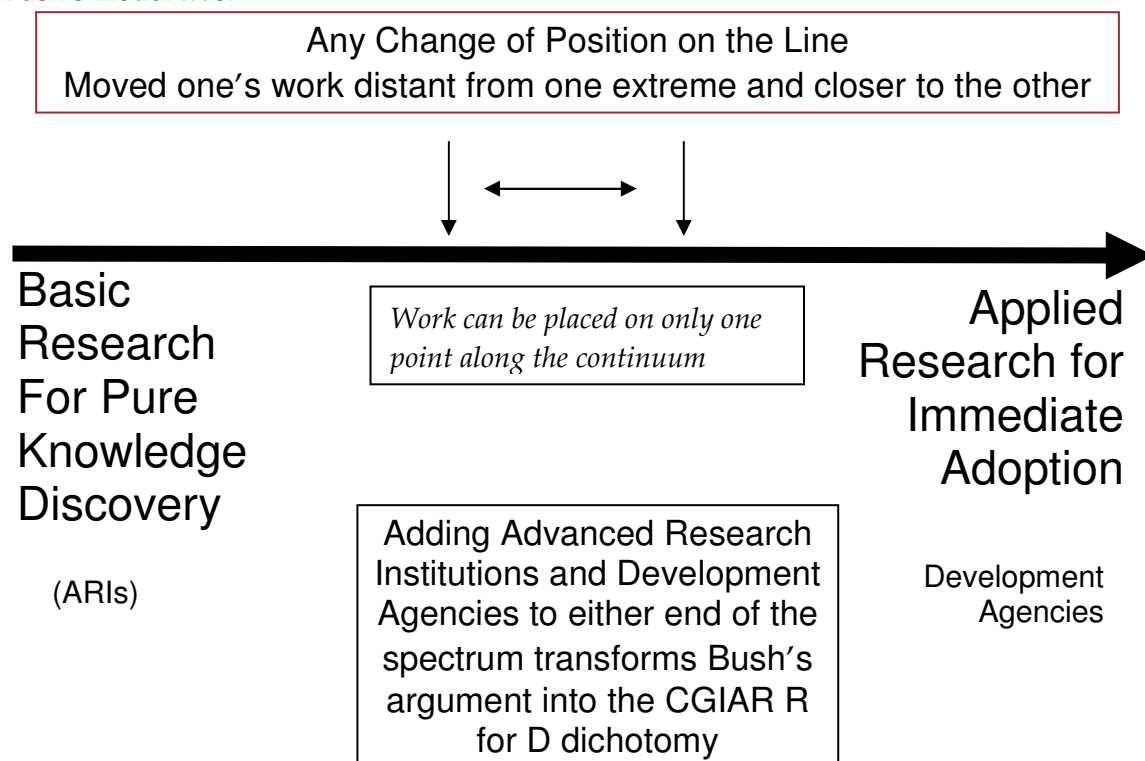 Any Change of Position on the Line
Moved one′s work distant from one extreme and closer to the other
Basic
Research
For Pure
Knowledge
Discovery
Work can be placed on only one
point along the continuum
Applied
Research for
Immediate
Adoption
(ARIs)
Adding Advanced Research
Institutions and Development
Agencies to either end of the
spectrum transforms Bush′s
argument into the CGIAR R
for D dichotomy
Development
Agencies